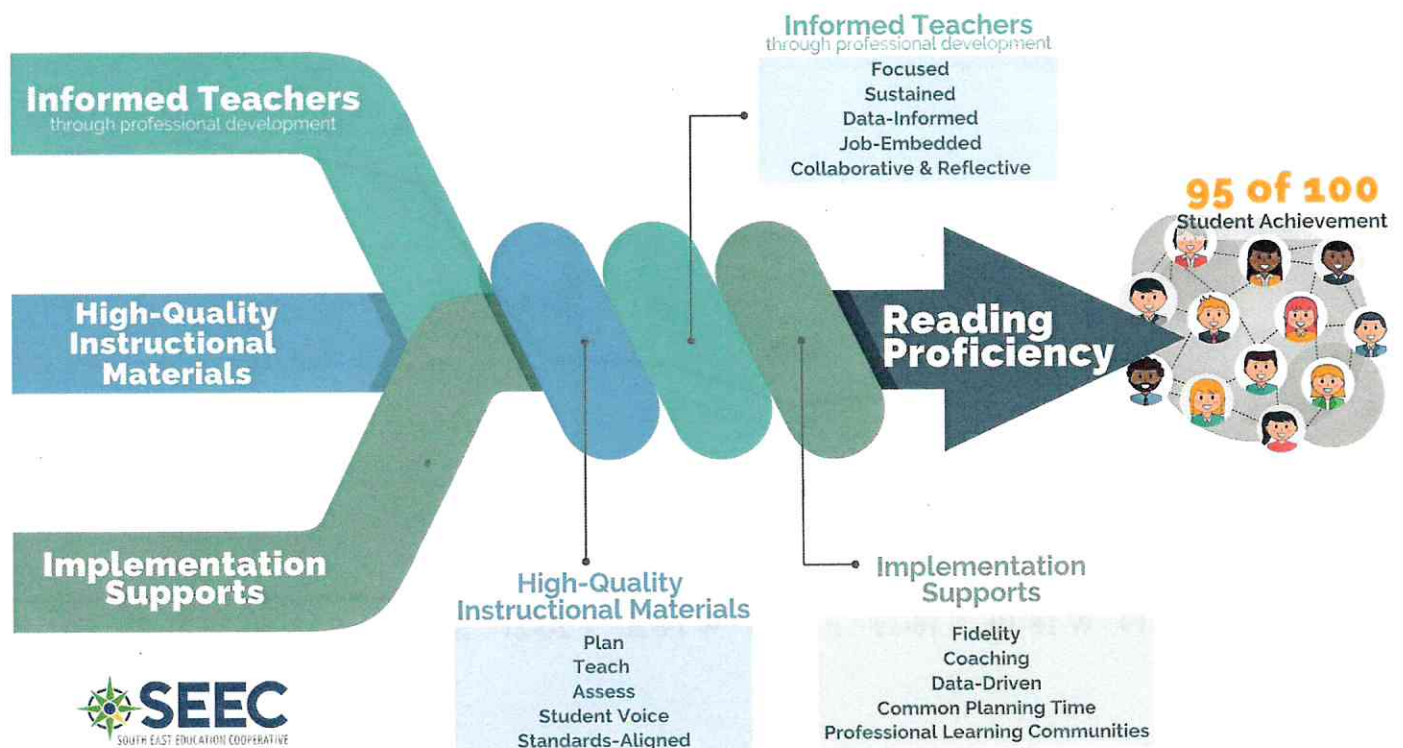 Informed Teachers
through professional development
High-Quality
Instructional
Materials
Implementation
Supports
Informed Teachers
through professional development
Focused
Sustained
Data-Informed
Job-Embedded
Collaborative & Reflective
Reading
Proficiency
95 of 100
Student Achievement
High-Quality
Instructional Materials
Plan
Teach
Assess
Student Voice
Standards-Aligned
Implementation
Supports
Fidelity
Coaching
Data-Driven
Common Planning Time
Professional Learning Communities
SEEC
SOUTH EAST EDUCATION COOPERATIVE